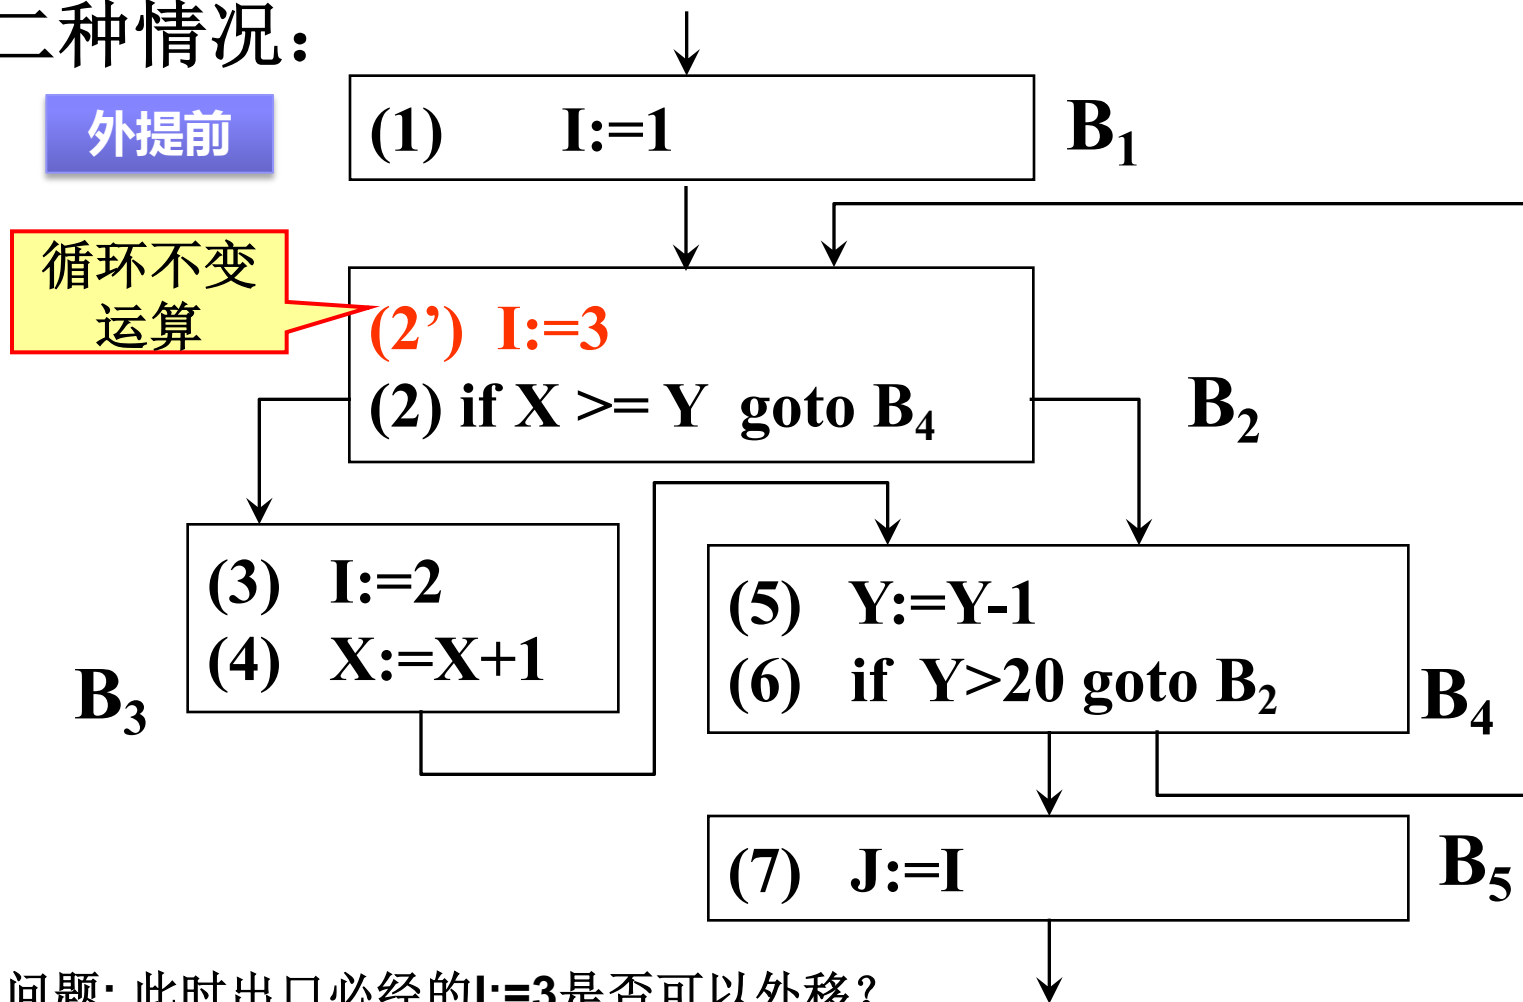 二种情况：
外提前
(1) I:=1
B1
循环不变
运算
(2’) I:=3
(2) if X >= Y goto B4
B2
(3) I:=2
(4) X:=X+1
B3
(5) Y:=Y-1
(6) if Y>20 goto B2
B4
(7) J:=I
B5
问题: 此时出口必经的I:=3是否可以外移?